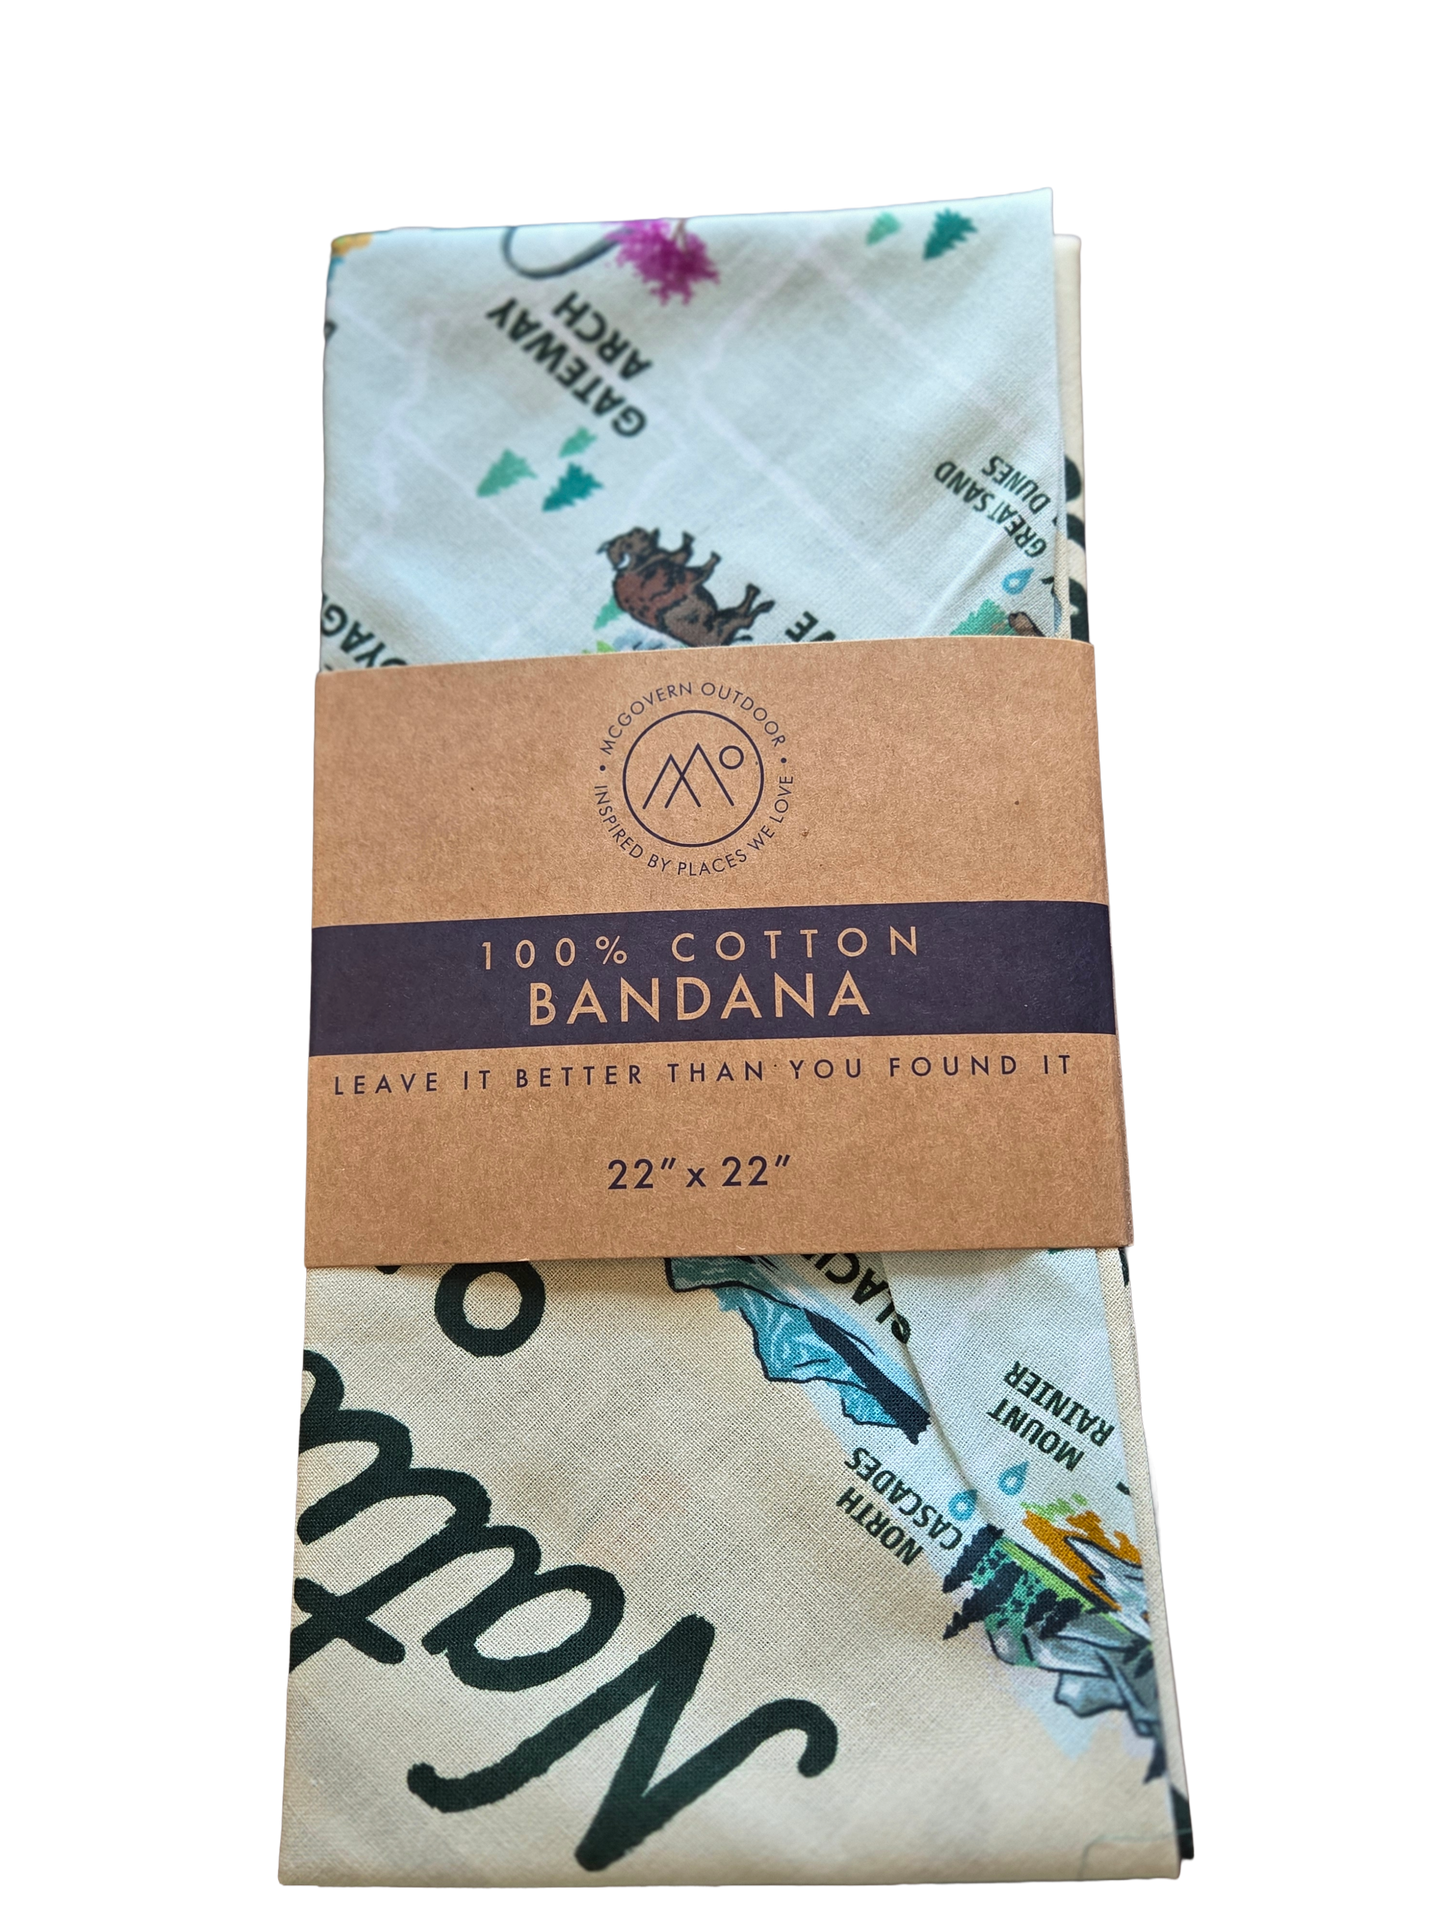 GATEWAY
ARCH
GREAT SAND
DUNES
MCGOVERN OUTDOOR
INSPIRED BY PLACES WE LOVE
100% COTTON
BANDANA
LEAVE IT BETTER THAN YOU FOUND IT
22" x 22"
MOUNT
RAINIER
NORTH
CASCADES